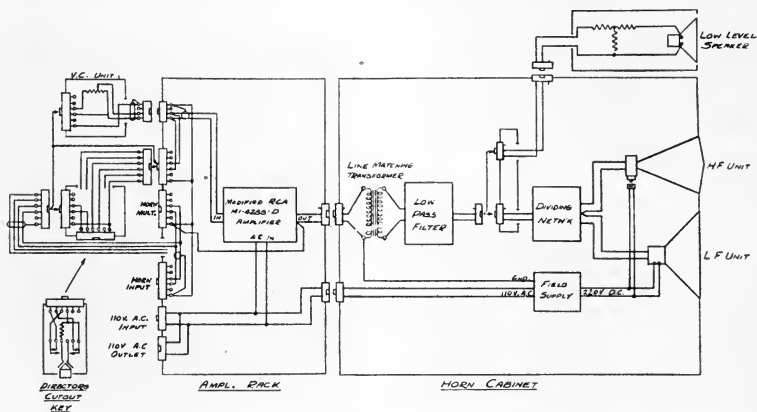 LOW LEVEL
SPEAKER
V.C. UNIT.
LINE MATCHING
TRANSFORMER
HF UNIT
HORN
MULT.
MODIFIED RCA
MI-4288-D
AMPLIFIER
IN
OUT
A.C. IN
LOW
PASS
FILTER
DIVIDING
NETW'K
LF UNIT
HORN
INPUT
GND.
110V. A.C.
FIELD
SUPPLY
220V. D.C.
110V. A.C.
INPUT
110V A.C
OUTLET
AMPL. RACK
HORN CABINET
DIRECTORS
CUTOUT
KEY